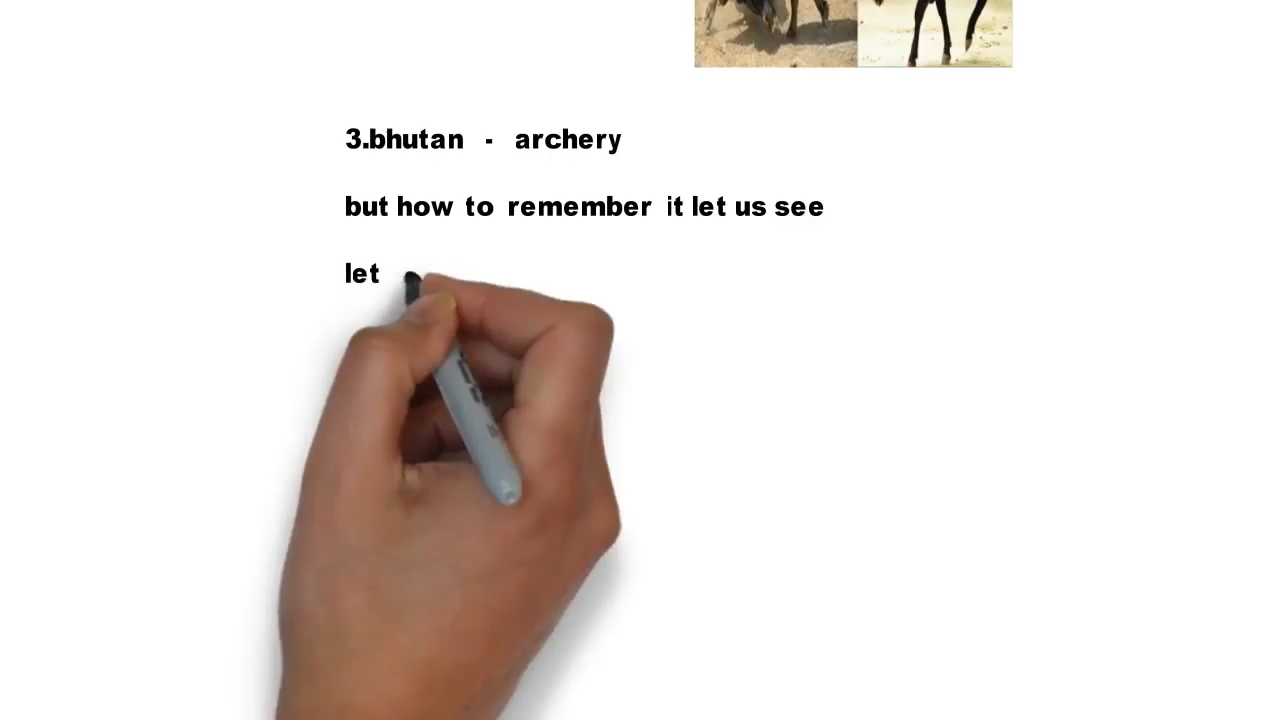 3.bhutan - archery
but how to remember it let us see
let